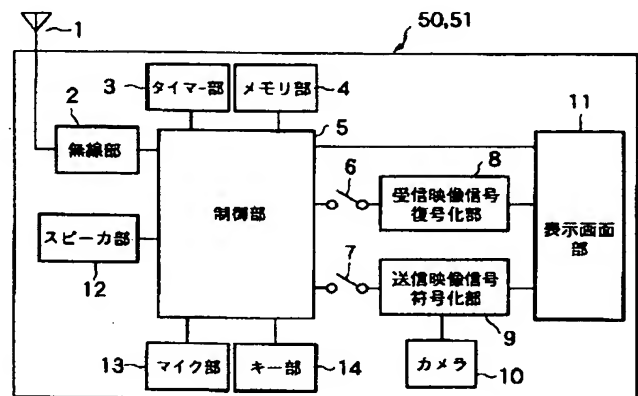 50,51
1
3
タイマー部
メモリ部
4
2
無線部
5
11
6
8
受信映像信号
復号化部
制御部
表示画面
部
スピーカ部
12
7
送信映像信号
符号化部
9
13
マイク部
キー部
14
カメラ
10